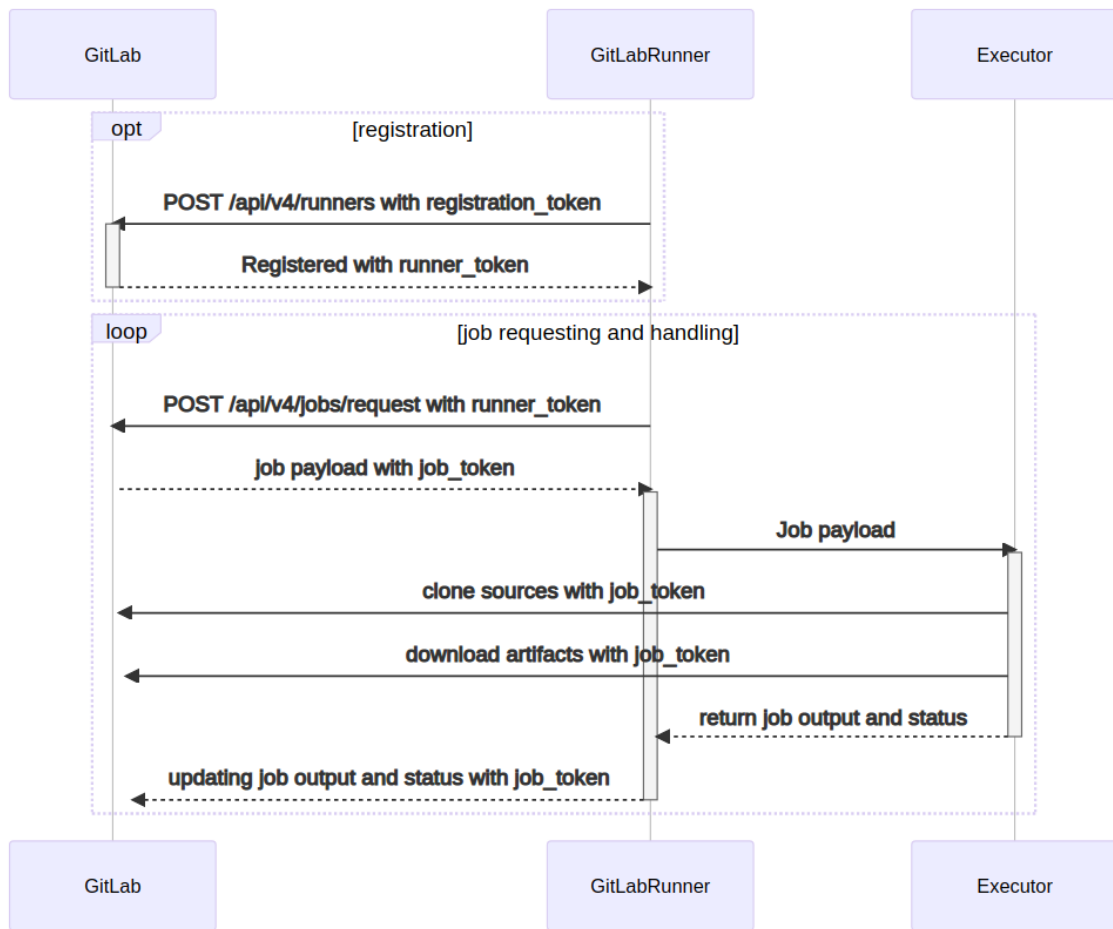 GitLab
GitLabRunner
Executor
opt
[registration]
POST /api/v4/runners with registration_token
Registered with runner_token
loop
[job requesting and handling]
POST /api/v4/jobs/request with runner_token
job payload with job_token
Job payload
clone sources with job_token
download artifacts with job_token
return job output and status
updating job output and status with job_token
GitLab
GitLabRunner
Executor